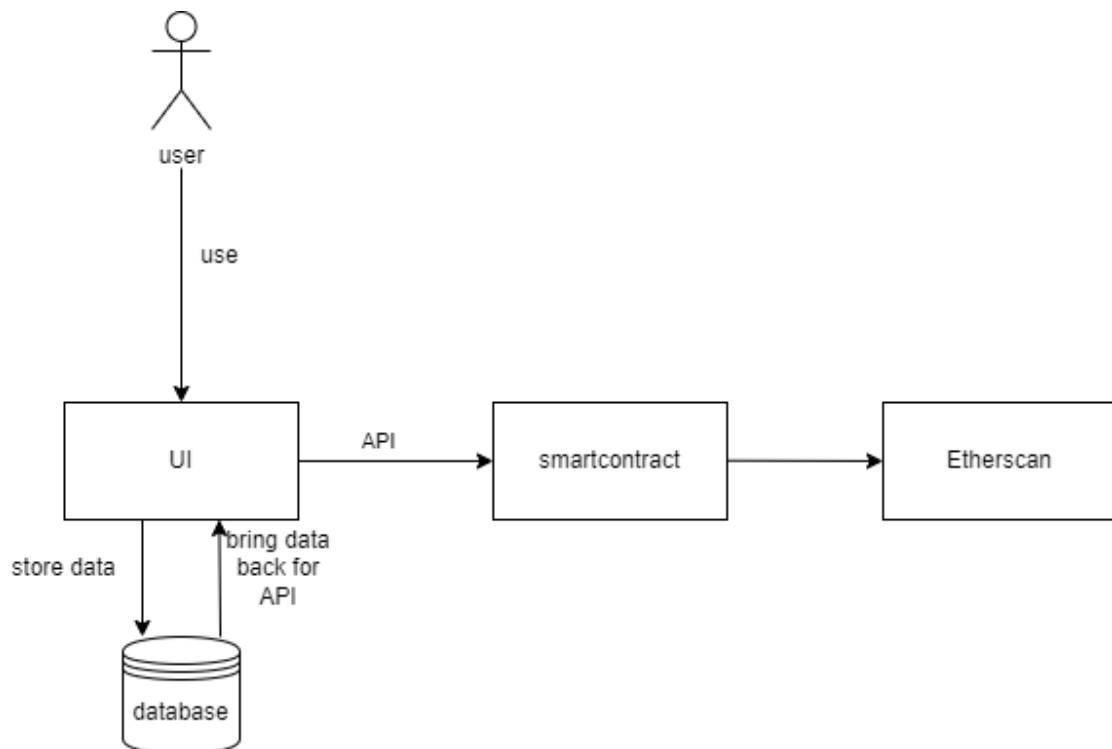 user
use
UI
API
smartcontract
Etherscan
store data
bring data
back for
API
database